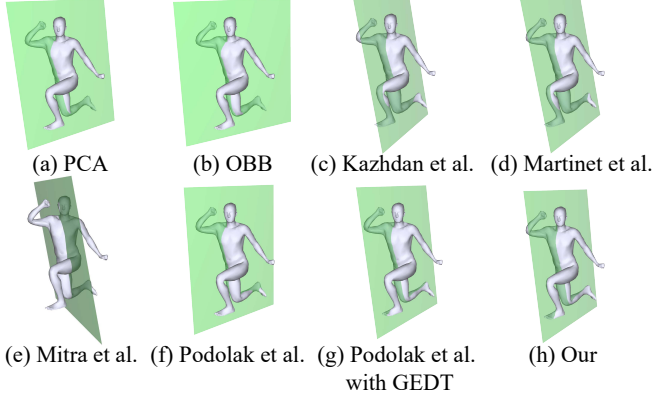 (a) PCA
(b) OBB
(c) Kazhdan et al.
(d) Martinet et al.
(e) Mitra et al.
(f) Podolak et al.
(g) Podolak et al.
with GEDT
(h) Our